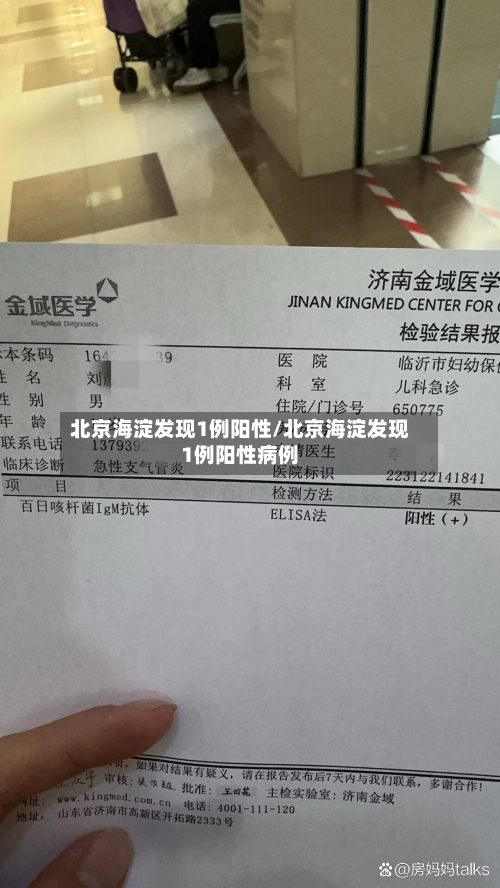 金域医学
KingMed Diagnostics
济南金域医学
JINAN KINGMED CENTER FOR
检验结果报
本条码 164 39
医 院 临沂市妇幼保
姓 名 刘
科 室 儿科急诊
性 别 男
住院/门诊号 650775
年 龄
北京海淀发现1例阳性/北京海淀发现
1例阳性病例
联系电话 137939
临床诊断 急性支气管炎
医院标识 223122141841
项 目 检测方法 结 果
百日咳杆菌IgM抗体 ELISA法 阳性(+)
如果对结果有疑义，请在报告发布后7天内与我们联系，多谢合作!
审核: 批准: 主检实验室: 济南金域
www.kingmed.com.cn 电话: 4001-111-120
地址: 山东省济南市高新区开拓路2333号
@房妈妈talks